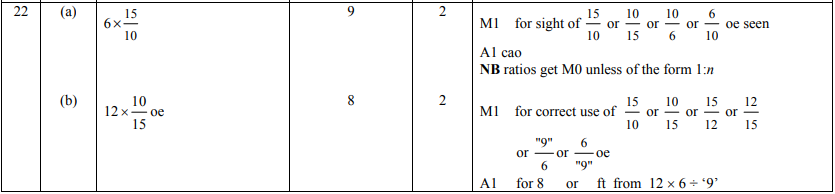 22 (a) 6 × 15/10 9 2 M1 for sight of 15/10 or 10/15 or 10/6 or 6/10 oe seen
A1 cao
NB ratios get M0 unless of the form 1:n
(b) 12 × 10/15 oe 8 2 M1 for correct use of 15/10 or 10/15 or 15/12 or 12/15
or "9"/6 or 6/"9" oe
A1 for 8 or ft from 12 × 6 ÷ ‘9’